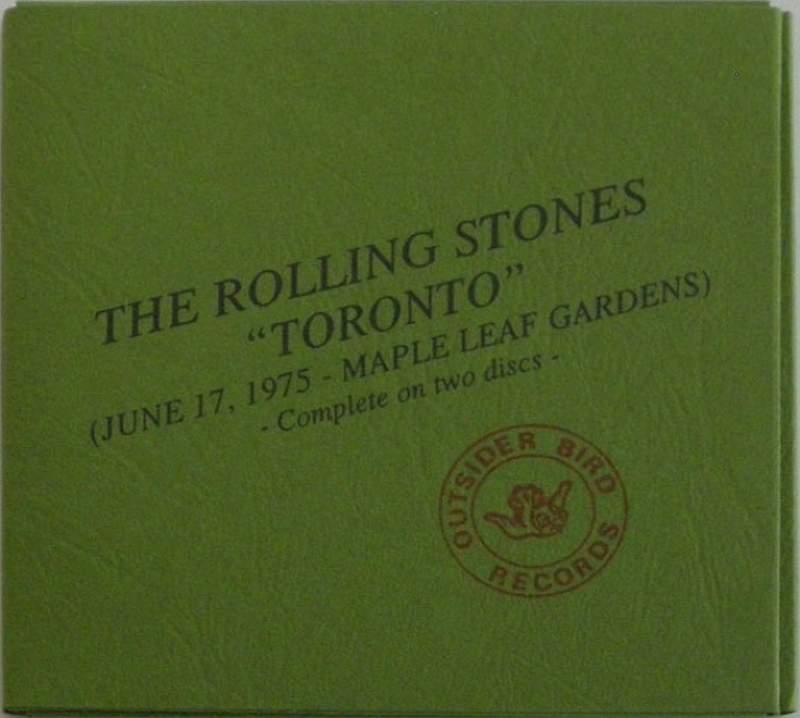 THE ROLLING STONES
“TORONTO”
(JUNE 17, 1975 - MAPLE LEAF GARDENS)
- Complete on two discs -
OUTSIDER BIRD
RECORDS